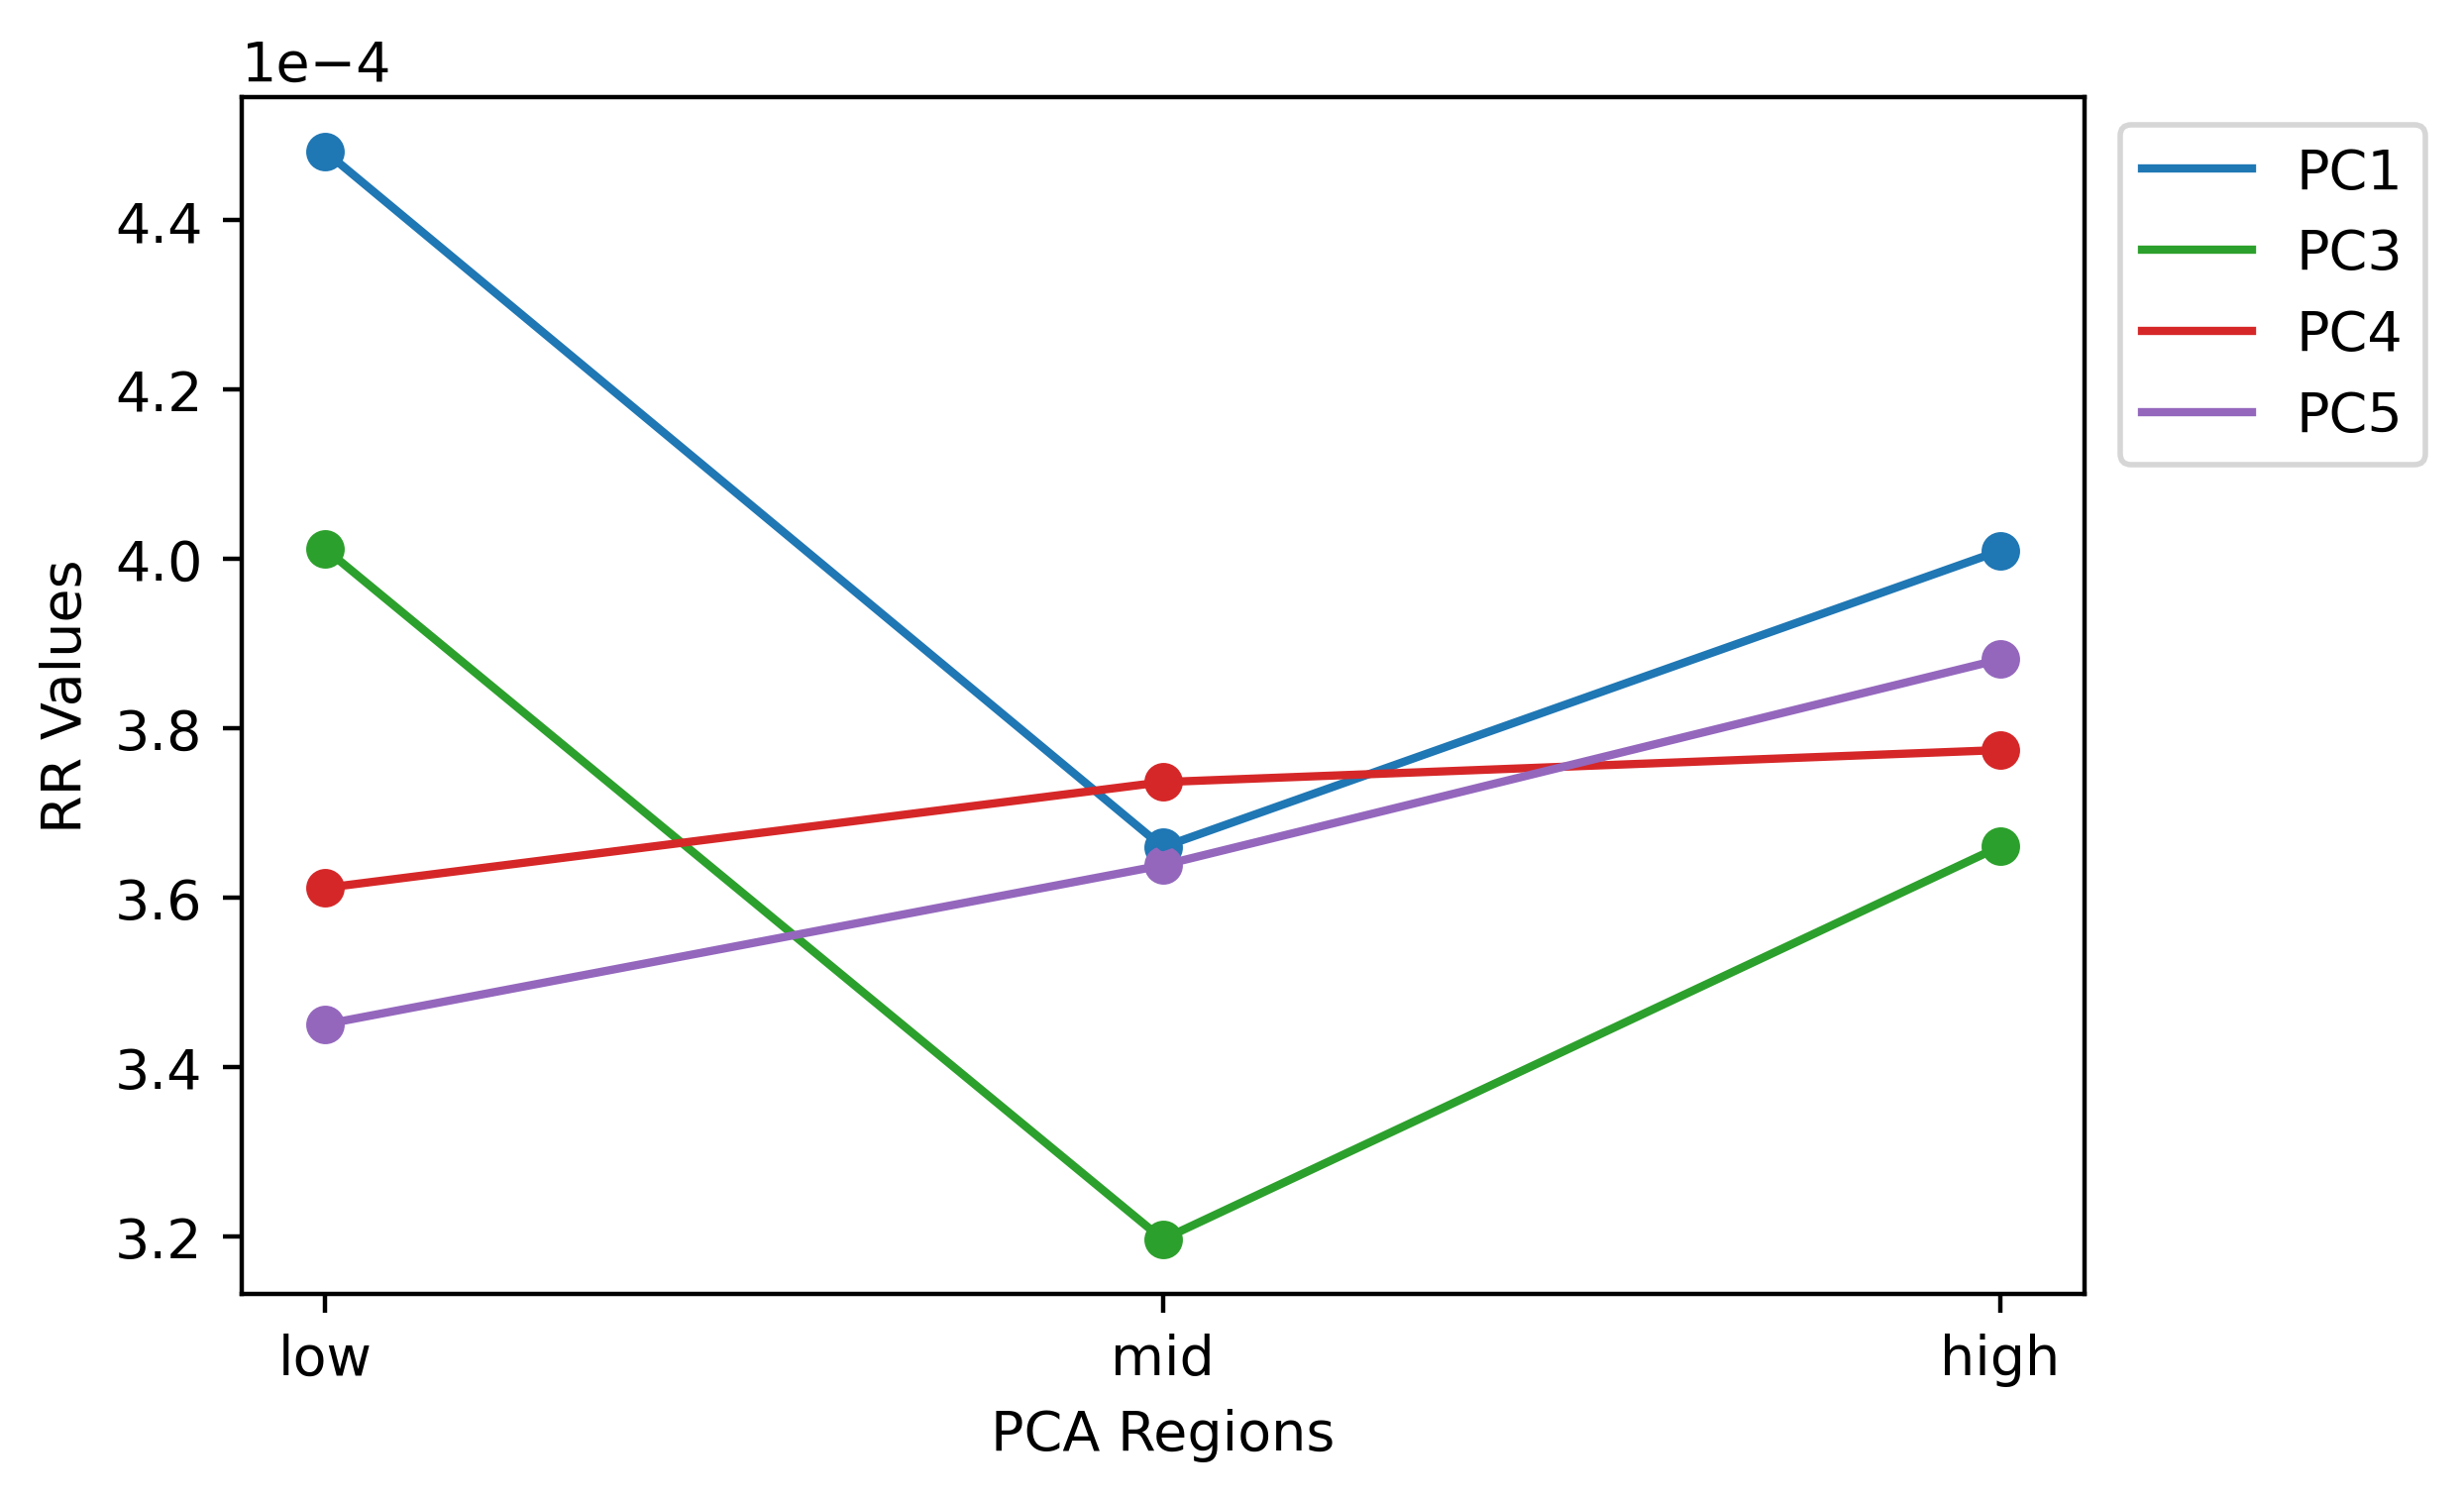 1e−4
4.4
4.2
4.0
3.8
3.6
3.4
3.2
RR Values
low
mid
high
PCA Regions
PC1
PC3
PC4
PC5